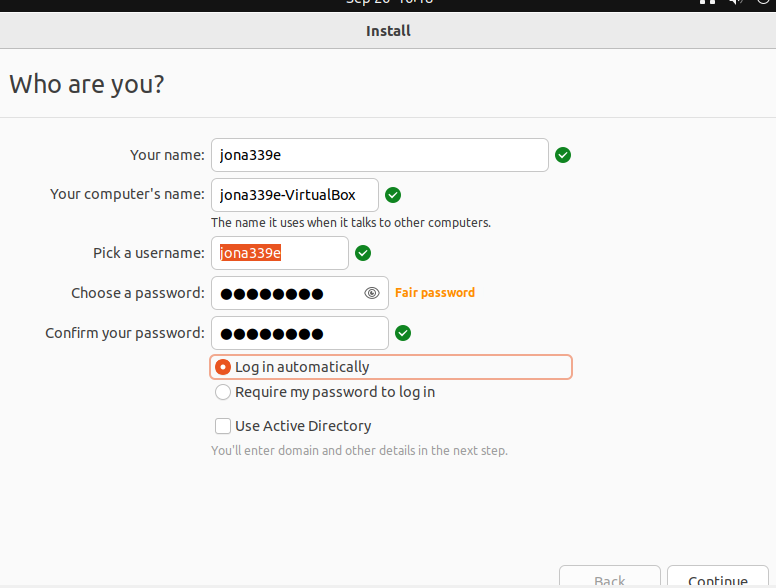 Sep 20 16:18
Install
Who are you?
Your name: jona339e
Your computer's name: jona339e-VirtualBox
The name it uses when it talks to other computers.
Pick a username: jona339e
Choose a password: ●●●●●●●● Fair password
Confirm your password: ●●●●●●●●
Log in automatically
Require my password to log in
Use Active Directory
You'll enter domain and other details in the next step.
Back Continue